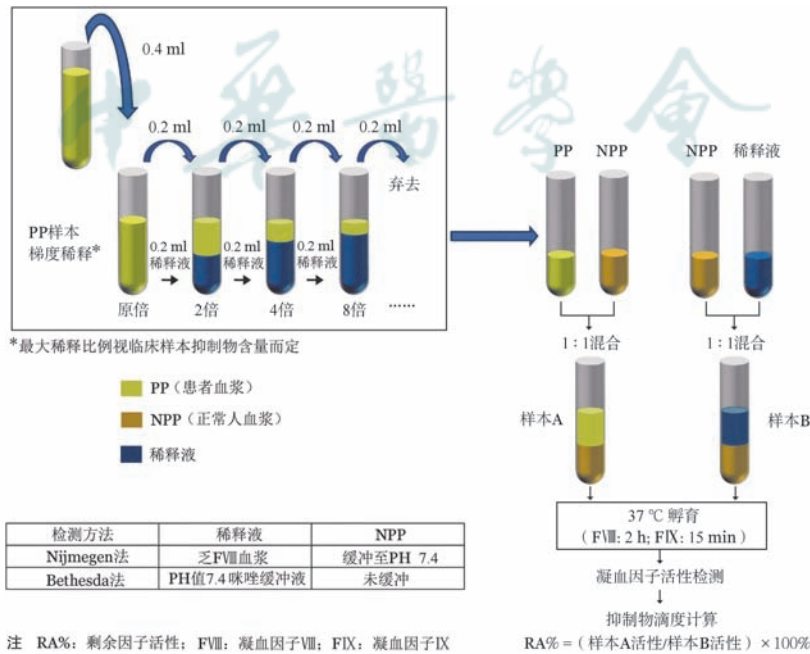 中华医学会
0.4 ml
0.2 ml 0.2 ml 0.2 ml 0.2 ml
弃去
PP样本
梯度稀释*
0.2 ml
稀释液
0.2 ml
稀释液
0.2 ml
稀释液
原倍 2倍 4倍 8倍 ……
*最大稀释比例视临床样本抑制物含量而定
PP（患者血浆）
NPP（正常人血浆）
稀释液
PP NPP NPP 稀释液
1∶1混合 1∶1混合
样本A 样本B
37 ℃ 孵育
（FⅧ: 2 h; FⅨ: 15 min）
凝血因子活性检测
抑制物滴度计算
RA%=（样本A活性/样本B活性）×100%
检测方法 稀释液 NPP
Nijmegen法 乏FⅧ血浆 缓冲至PH 7.4
Bethesda法 PH值7.4 咪唑缓冲液 未缓冲
注 RA%：剩余因子活性；FⅧ：凝血因子Ⅷ；FⅨ：凝血因子Ⅸ